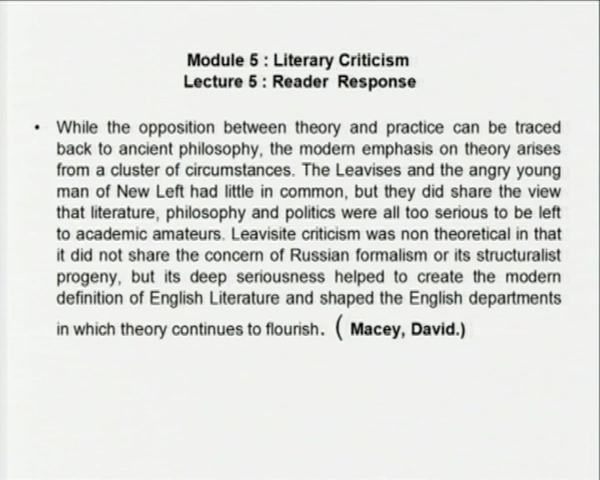 Module 5 : Literary Criticism
Lecture 5 : Reader Response
• While the opposition between theory and practice can be traced
back to ancient philosophy, the modern emphasis on theory arises
from a cluster of circumstances. The Leavises and the angry young
man of New Left had little in common, but they did share the view
that literature, philosophy and politics were all too serious to be left
to academic amateurs. Leavisite criticism was non theoretical in that
it did not share the concern of Russian formalism or its structuralist
progeny, but its deep seriousness helped to create the modern
definition of English Literature and shaped the English departments
in which theory continues to flourish. ( Macey, David.)